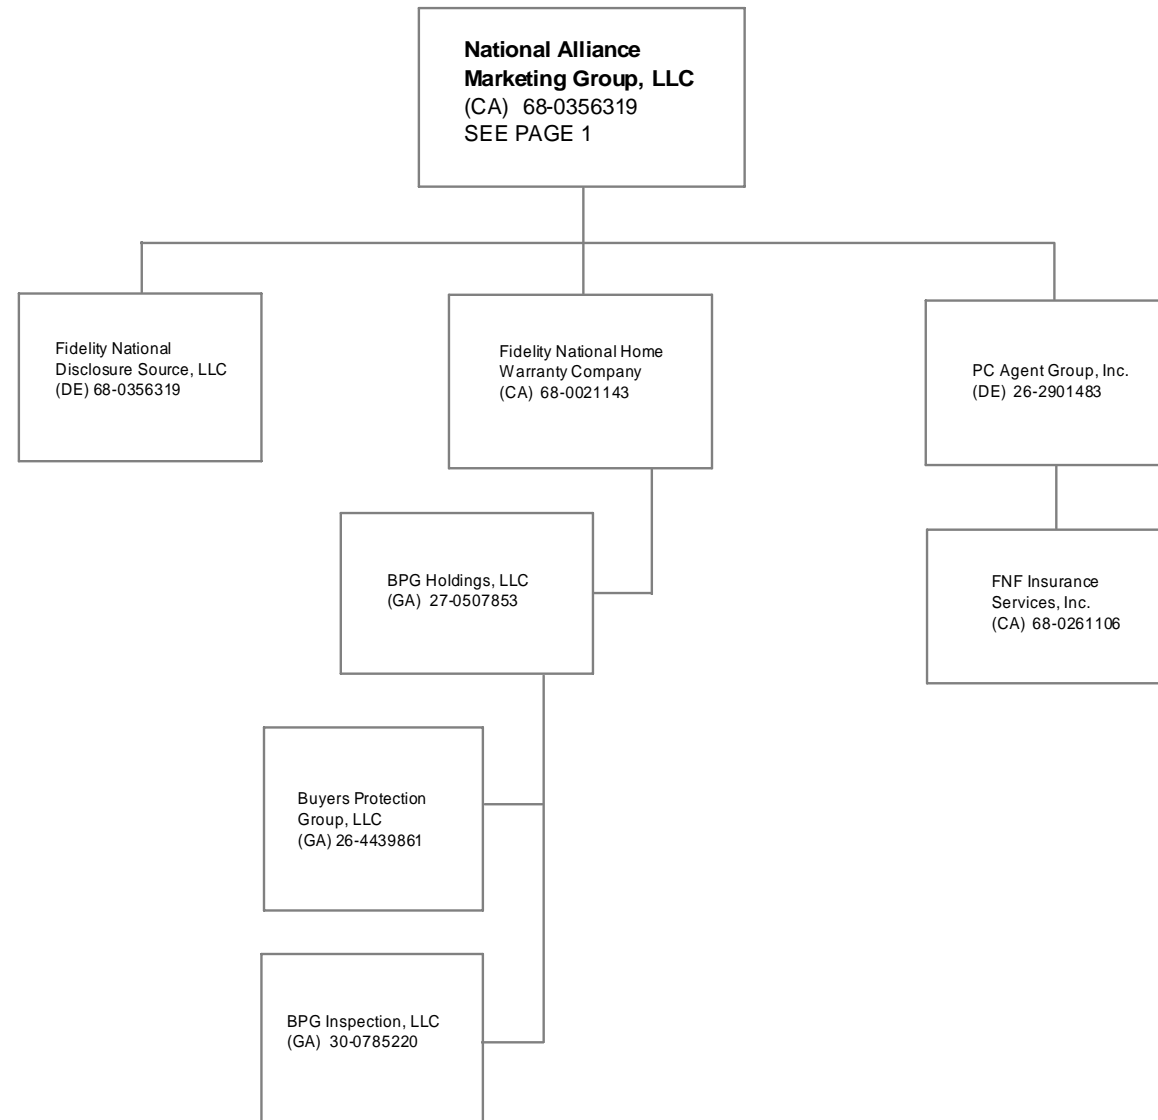 National Alliance
Marketing Group, LLC
(CA) 68-0356319
SEE PAGE 1
Fidelity National
Disclosure Source, LLC
(DE) 68-0356319
Fidelity National Home
Warranty Company
(CA) 68-0021143
PC Agent Group, Inc.
(DE) 26-2901483
BPG Holdings, LLC
(GA) 27-0507853
FNF Insurance
Services, Inc.
(CA) 68-0261106
Buyers Protection
Group, LLC
(GA) 26-4439861
BPG Inspection, LLC
(GA) 30-0785220